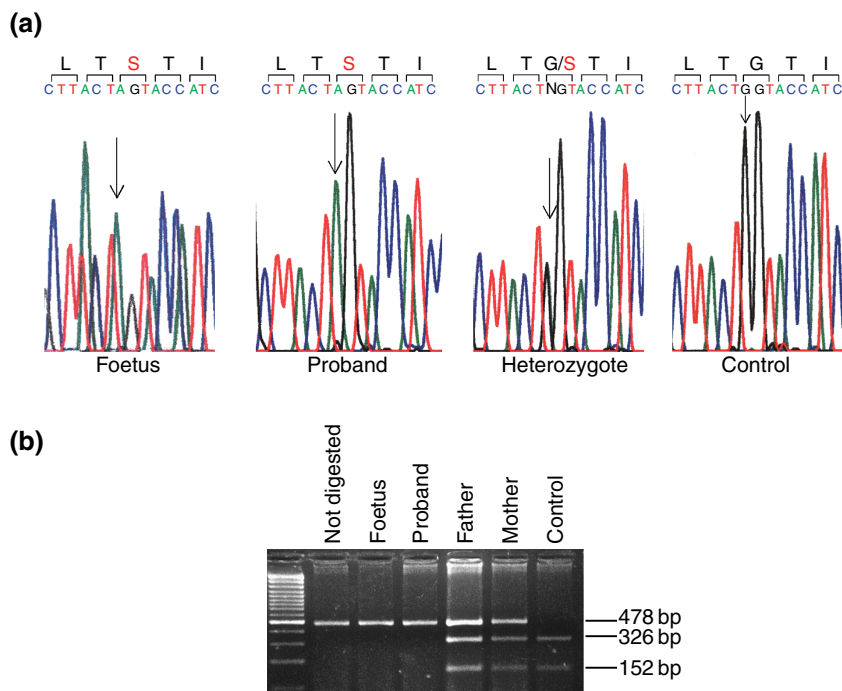 (a)
L T S T I
CTTACTAGTACCATC
Foetus
L T S T I
CTTACTAGTACCATC
Proband
L T G/S T I
CTTACTNGTACCATC
Heterozygote
L T G T I
CTTACTGGTACCATC
Control
(b)
Not digested
Foetus
Proband
Father
Mother
Control
478 bp
326 bp
152 bp